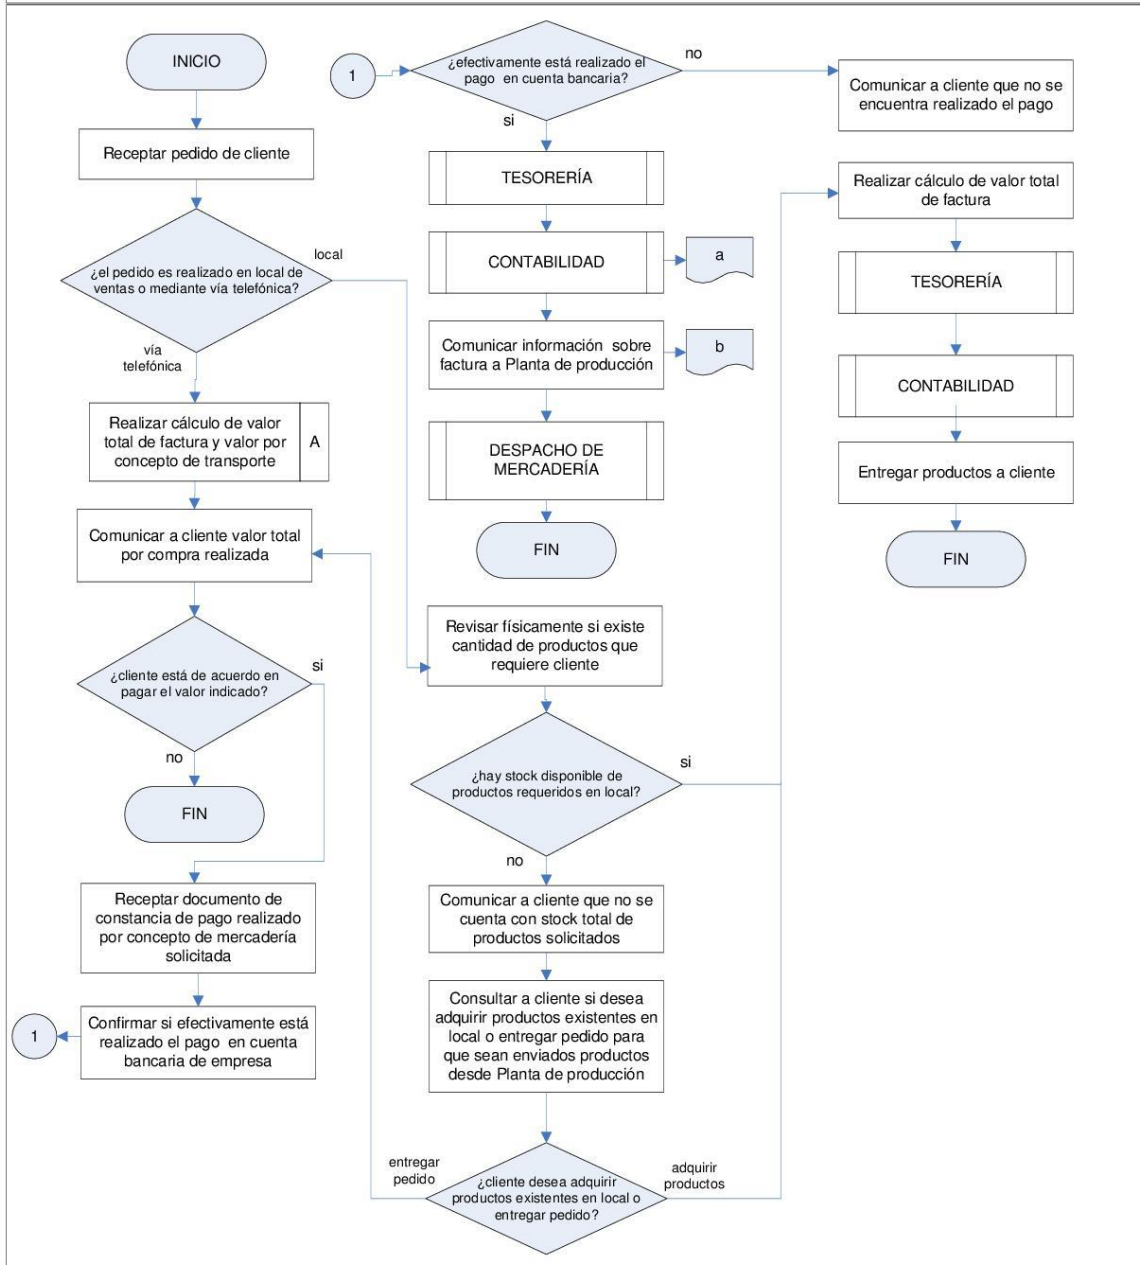 INICIO
Receptar pedido de cliente
¿el pedido es realizado en local de
ventas o mediante vía telefónica?
local
vía
telefónica
Realizar cálculo de valor
total de factura y valor por
concepto de transporte
A
Comunicar a cliente valor total
por compra realizada
¿cliente está de acuerdo en
pagar el valor indicado?
si
no
FIN
Receptar documento de
constancia de pago realizado
por concepto de mercadería
solicitada
Confirmar si efectivamente está
realizado el pago en cuenta
bancaria de empresa
1
1
¿efectivamente está realizado el
pago en cuenta bancaria?
no
si
TESORERÍA
CONTABILIDAD
a
Comunicar información sobre
factura a Planta de producción
b
DESPACHO DE
MERCADERÍA
FIN
Revisar físicamente si existe
cantidad de productos que
requiere cliente
¿hay stock disponible de
productos requeridos en local?
si
no
Comunicar a cliente que no se
cuenta con stock total de
productos solicitados
Consultar a cliente si desea
adquirir productos existentes en
local o entregar pedido para
que sean enviados productos
desde Planta de producción
entregar
pedido
¿cliente desea adquirir
productos existentes en local o
entregar pedido?
adquirir
productos
Comunicar a cliente que no se
encuentra realizado el pago
Realizar cálculo de valor total
de factura
TESORERÍA
CONTABILIDAD
Entregar productos a cliente
FIN